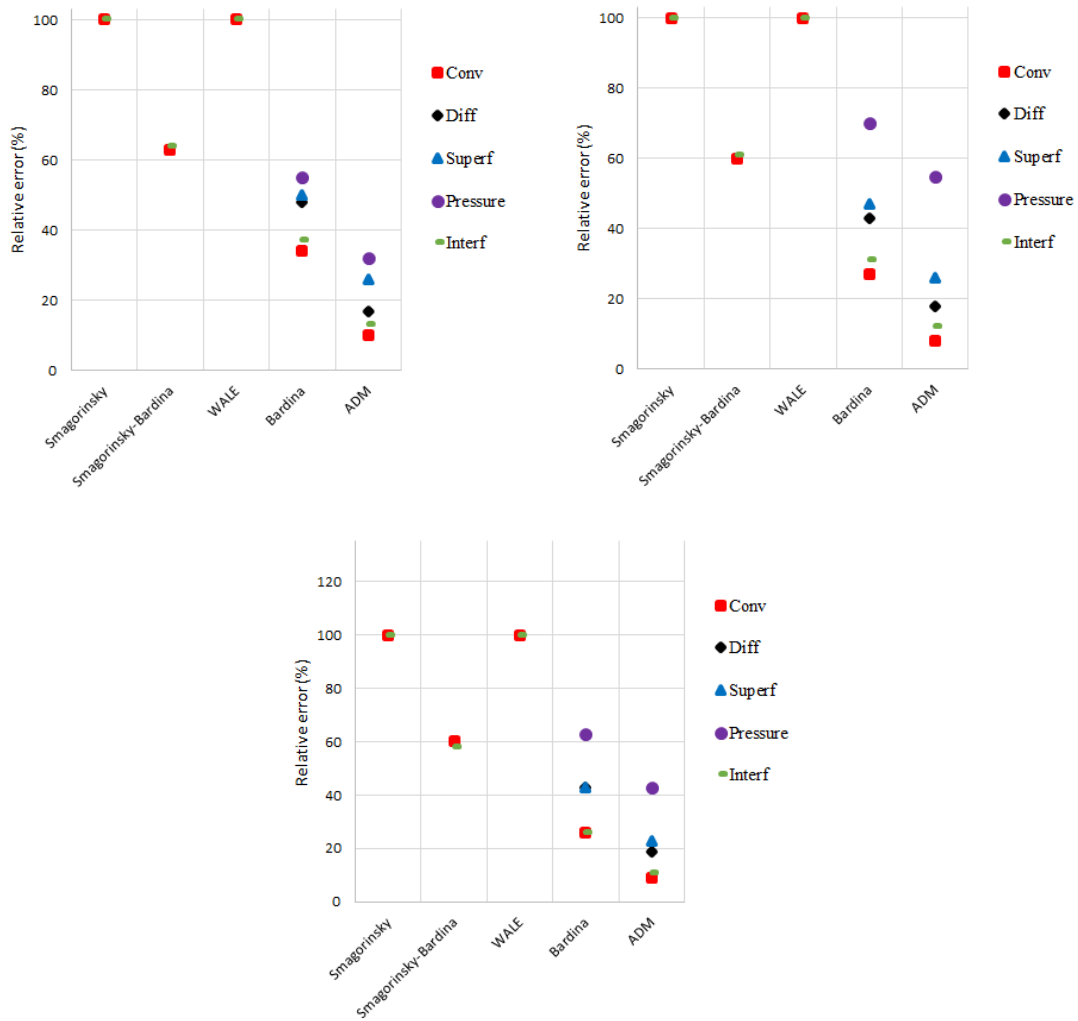 100
80
60
40
20
0
Relative error (%)
Smagorinsky
Smagorinsky-Bardina
WALE
Bardina
ADM
Conv
Diff
Superf
Pressure
Interf
100
80
60
40
20
0
Relative error (%)
Smagorinsky
Smagorinsky-Bardina
WALE
Bardina
ADM
Conv
Diff
Superf
Pressure
Interf
120
100
80
60
40
20
0
Relative error (%)
Smagorinsky
Smagorinsky-Bardina
WALE
Bardina
ADM
Conv
Diff
Superf
Pressure
Interf